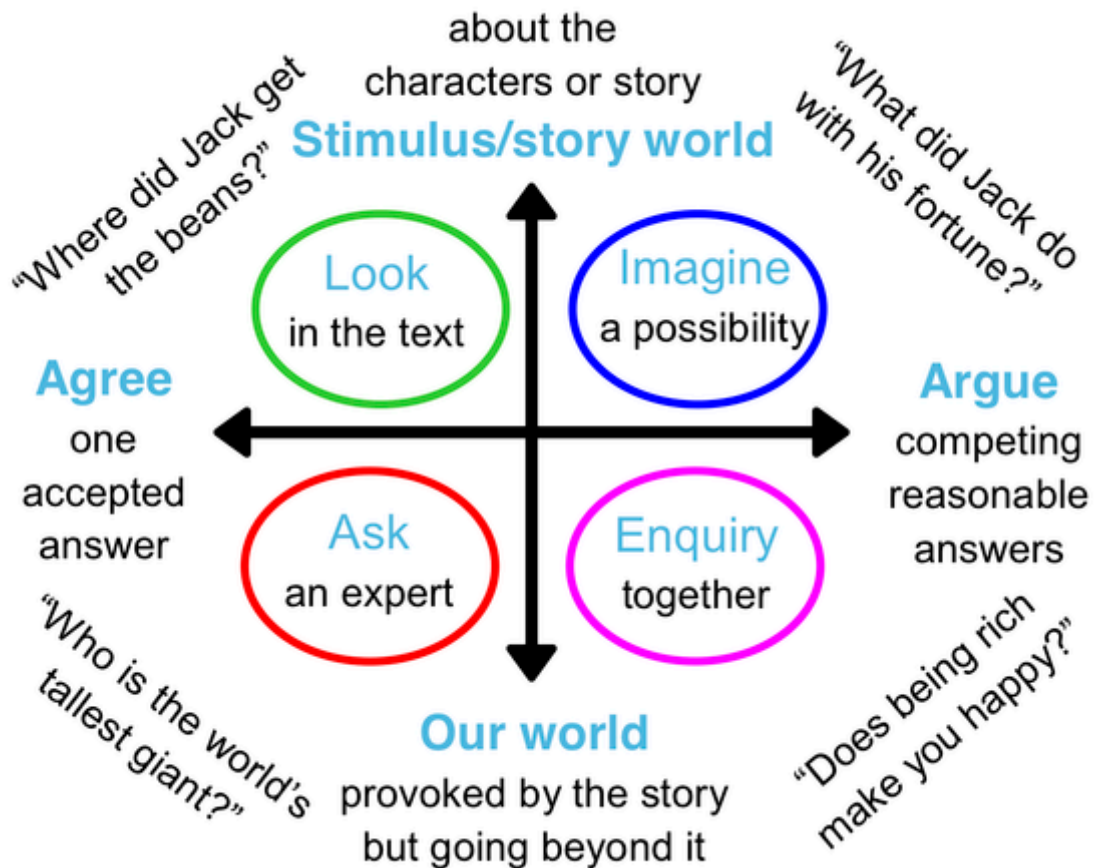 about the
characters or story
Stimulus/story world
“Where did Jack get
the beans?”
“What did Jack do
with his fortune?”
Look
in the text
Imagine
a possibility
Agree
one
accepted
answer
Argue
competing
reasonable
answers
Ask
an expert
Enquiry
together
“Who is the world’s
tallest giant?”
“Does being rich
make you happy?”
Our world
provoked by the story
but going beyond it